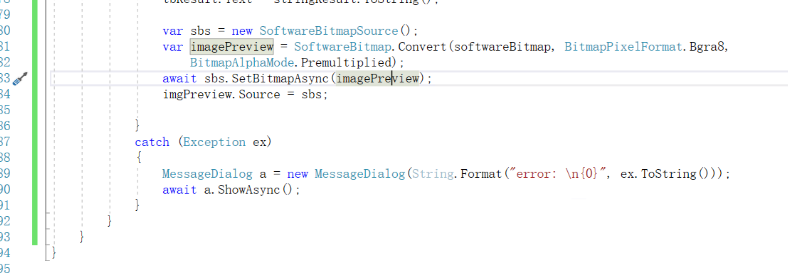 toResult.Text = stringResult.ToString();
80
var sbs = new SoftwareBitmapSource();
81 var imagePreview = SoftwareBitmap.Convert(softwareBitmap, BitmapPixelFormat.Bgra8,
82 BitmapAlphaMode.Premultiplied);
83 await sbs.SetBitmapAsync(imagePreview);
84 imgPreview.Source = sbs;
85
86 }
87 catch (Exception ex)
88 {
89 MessageDialog a = new MessageDialog(String.Format("error: \n{0}", ex.ToString()));
90 await a.ShowAsync();
91 }
92 }
93 }
94 }
95